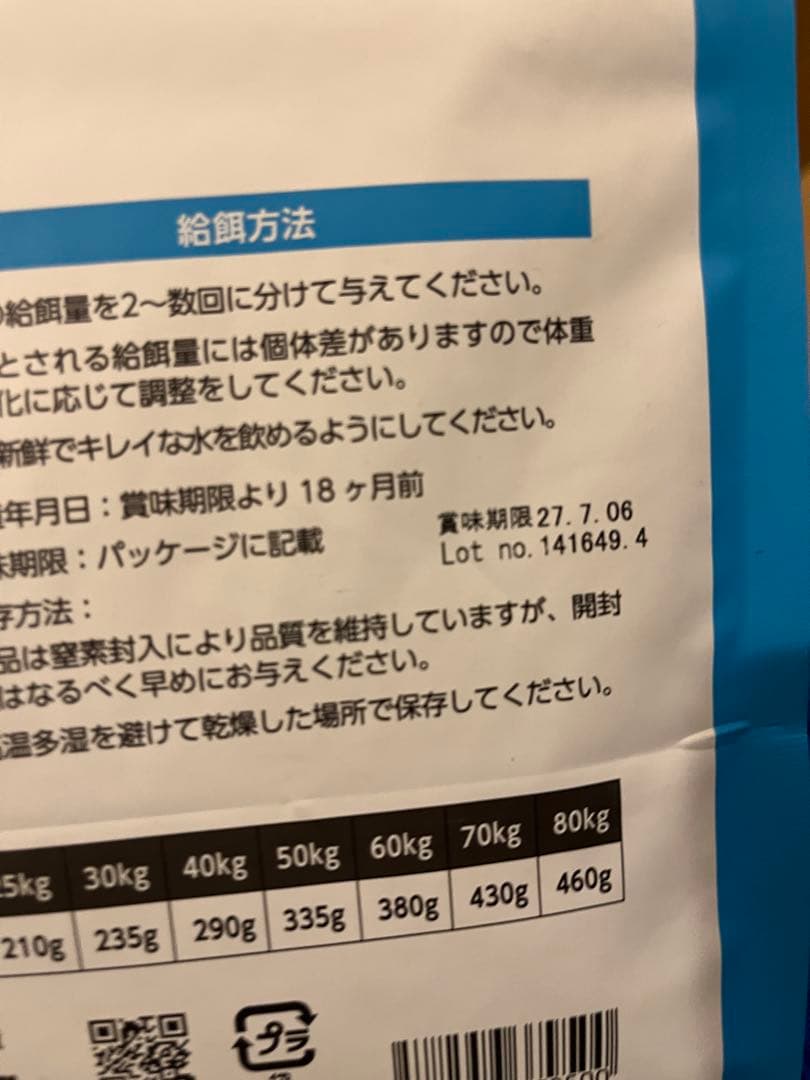 給餌方法
給餌量を2〜数回に分けて与えてください。
とされる給餌量には個体差がありますので体重
化に応じて調整をしてください。
新鮮でキレイな水を飲めるようにしてください。
年月日：賞味期限より 18 ヶ月前
味期限：パッケージに記載
賞味期限27.7.06
Lot no.141649.4
存方法：
品は窒素封入により品質を維持していますが、開封
はなるべく早めにお与えください。
温多湿を避けて乾燥した場所で保存してください。
5kg 30kg 40kg 50kg 60kg 70kg 80kg
210g 235g 290g 335g 380g 430g 460g
プラ